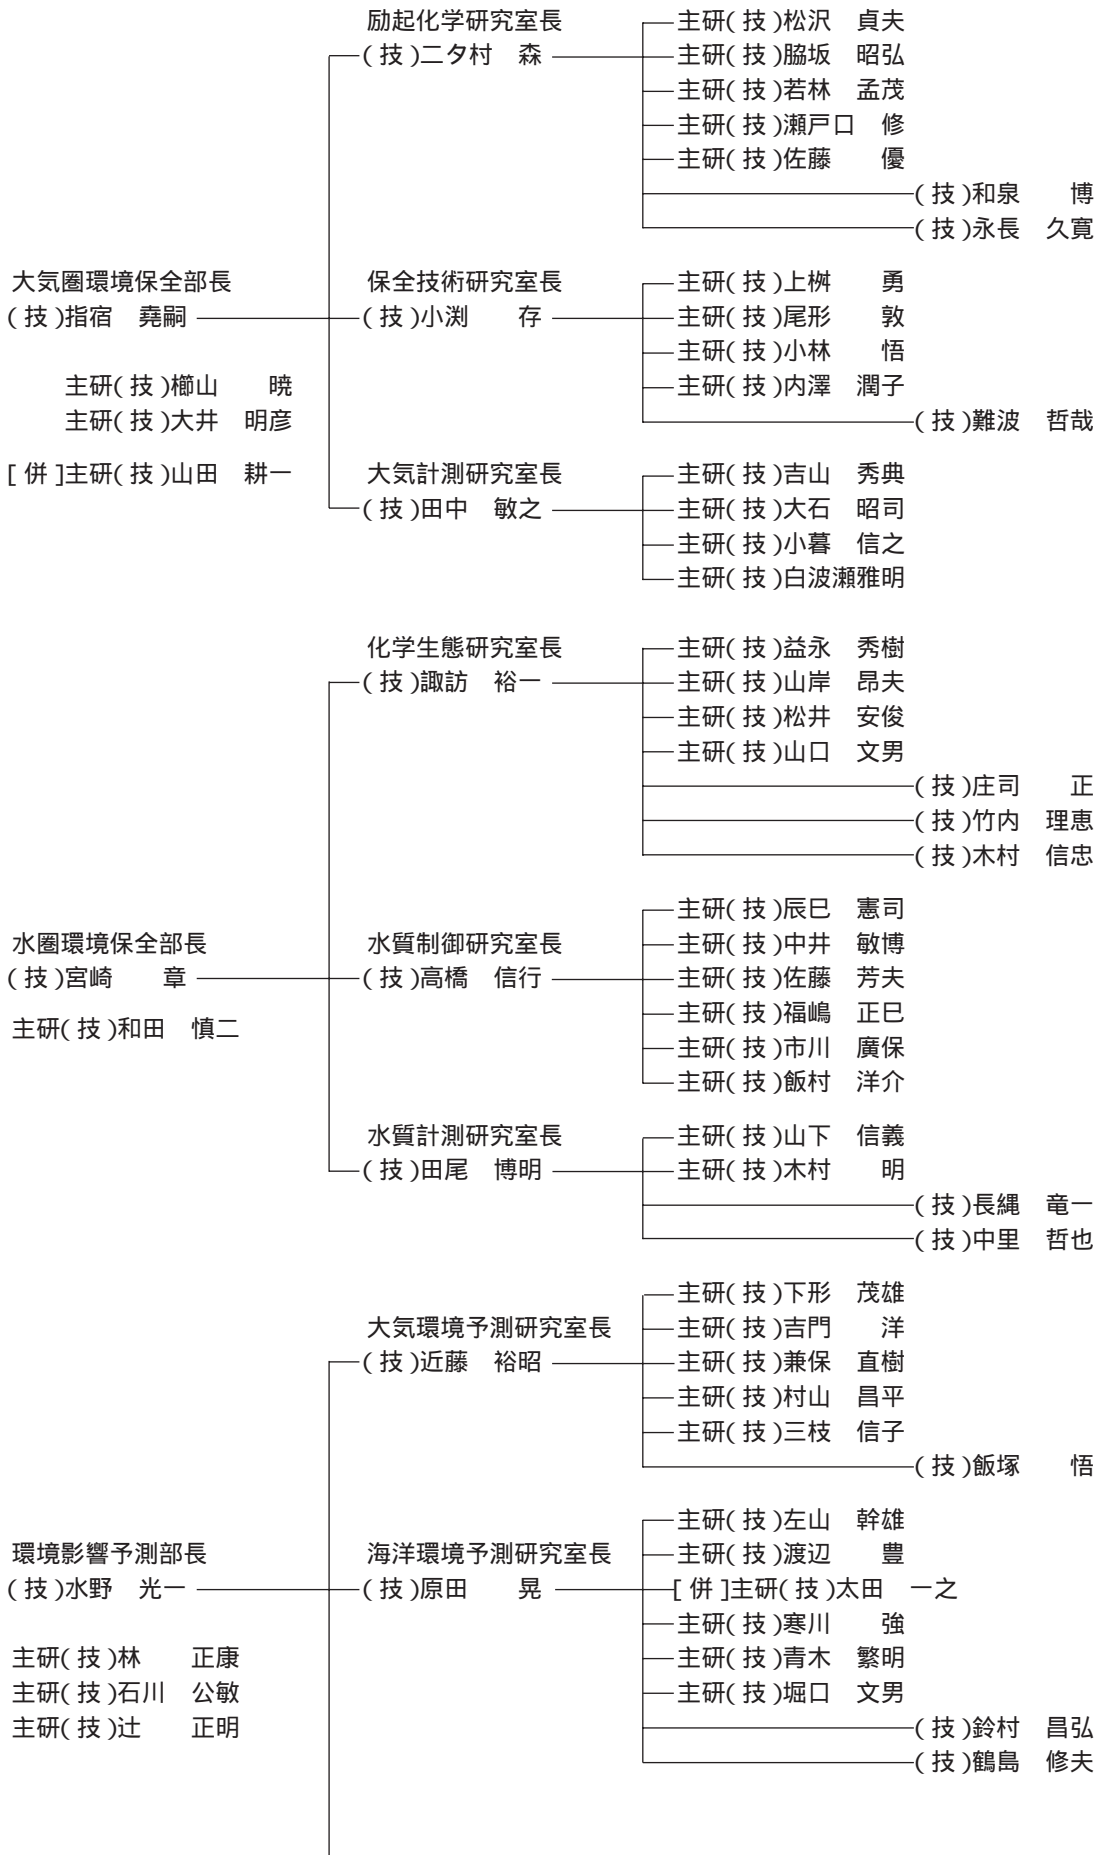 励起化学研究室長
(技)二タ村　森
主研(技)松沢　貞夫
主研(技)脇坂　昭弘
主研(技)若林　孟茂
主研(技)瀬戸口　修
主研(技)佐藤　　優
(技)和泉　　博
(技)永長　久寛
大気圏環境保全部長
(技)指宿　堯嗣
主研(技)櫛山　　暁
主研(技)大井　明彦
[併]主研(技)山田　耕一
保全技術研究室長
(技)小渕　　存
主研(技)上桝　　勇
主研(技)尾形　　敦
主研(技)小林　　悟
主研(技)内澤　潤子
(技)難波　哲哉
大気計測研究室長
(技)田中　敏之
主研(技)吉山　秀典
主研(技)大石　昭司
主研(技)小暮　信之
主研(技)白波瀬雅明
化学生態研究室長
(技)諏訪　裕一
主研(技)益永　秀樹
主研(技)山岸　昂夫
主研(技)松井　安俊
主研(技)山口　文男
(技)庄司　　正
(技)竹内　理恵
(技)木村　信忠
水圏環境保全部長
(技)宮崎　　章
主研(技)和田　慎二
水質制御研究室長
(技)高橋　信行
主研(技)辰巳　憲司
主研(技)中井　敏博
主研(技)佐藤　芳夫
主研(技)福嶋　正巳
主研(技)市川　廣保
主研(技)飯村　洋介
水質計測研究室長
(技)田尾　博明
主研(技)山下　信義
主研(技)木村　　明
(技)長縄　竜一
(技)中里　哲也
大気環境予測研究室長
(技)近藤　裕昭
主研(技)下形　茂雄
主研(技)吉門　　洋
主研(技)兼保　直樹
主研(技)村山　昌平
主研(技)三枝　信子
(技)飯塚　　悟
環境影響予測部長
(技)水野　光一
主研(技)林　　正康
主研(技)石川　公敏
主研(技)辻　　正明
海洋環境予測研究室長
(技)原田　　晃
主研(技)左山　幹雄
主研(技)渡辺　　豊
[併]主研(技)太田　一之
主研(技)寒川　　強
主研(技)青木　繁明
主研(技)堀口　文男
(技)鈴村　昌弘
(技)鶴島　修夫